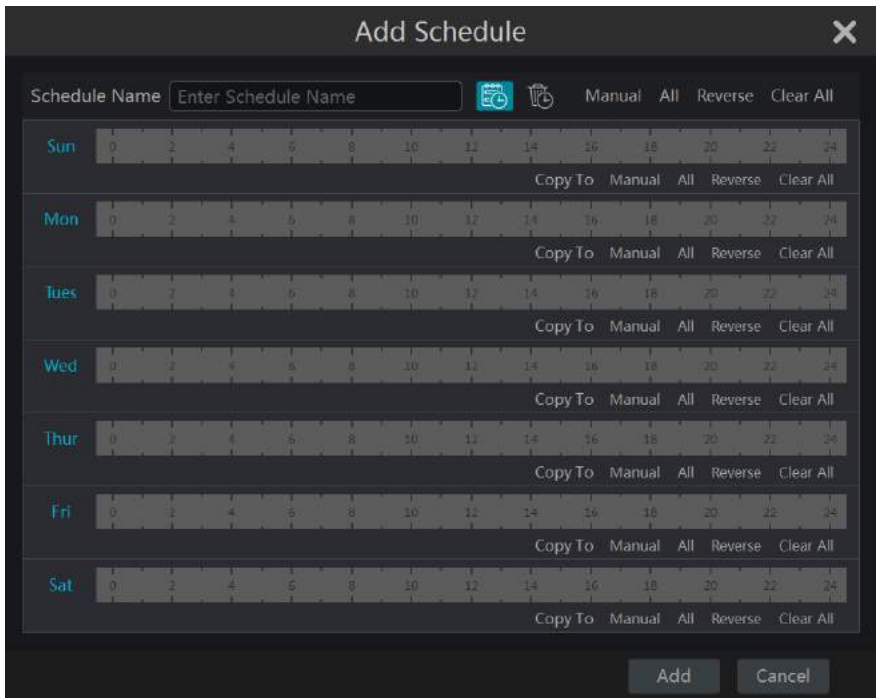 Add Schedule
Schedule Name Enter Schedule Name Manual All Reverse Clear All
Sun 0 2 4 6 8 10 12 14 16 18 20 22 24
Copy To Manual All Reverse Clear All
Mon 0 2 4 6 8 10 12 14 16 18 20 22 24
Copy To Manual All Reverse Clear All
Tues 0 2 4 6 8 10 12 14 16 18 20 22 24
Copy To Manual All Reverse Clear All
Wed 0 2 4 6 8 10 12 14 16 18 20 22 24
Copy To Manual All Reverse Clear All
Thur 0 2 4 6 8 10 12 14 16 18 20 22 24
Copy To Manual All Reverse Clear All
Fri 0 2 4 6 8 10 12 14 16 18 20 22 24
Copy To Manual All Reverse Clear All
Sat 0 2 4 6 8 10 12 14 16 18 20 22 24
Copy To Manual All Reverse Clear All
Add Cancel